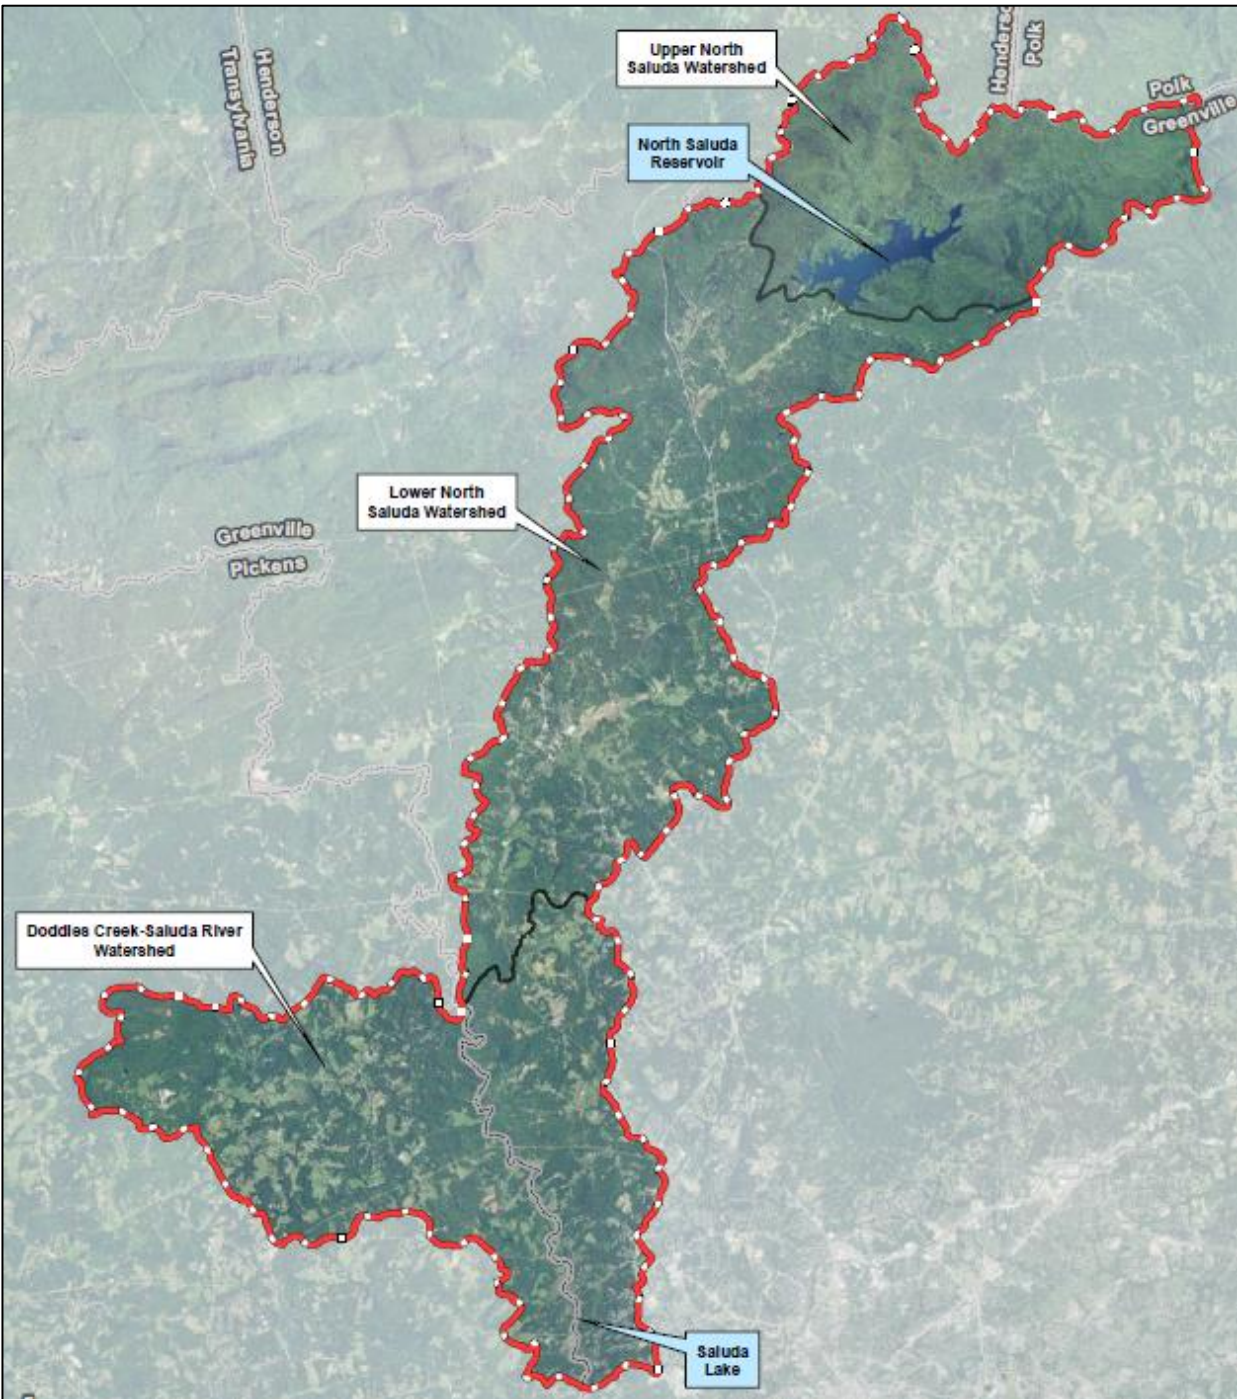 Upper North
Saluda Watershed
Henderson
Transylvania
Polk
Polk
Greenville
North Saluda
Reservoir
Lower North
Saluda Watershed
Greenville
Pickens
Doddies Creek-Saluda River
Watershed
Saluda
Lake